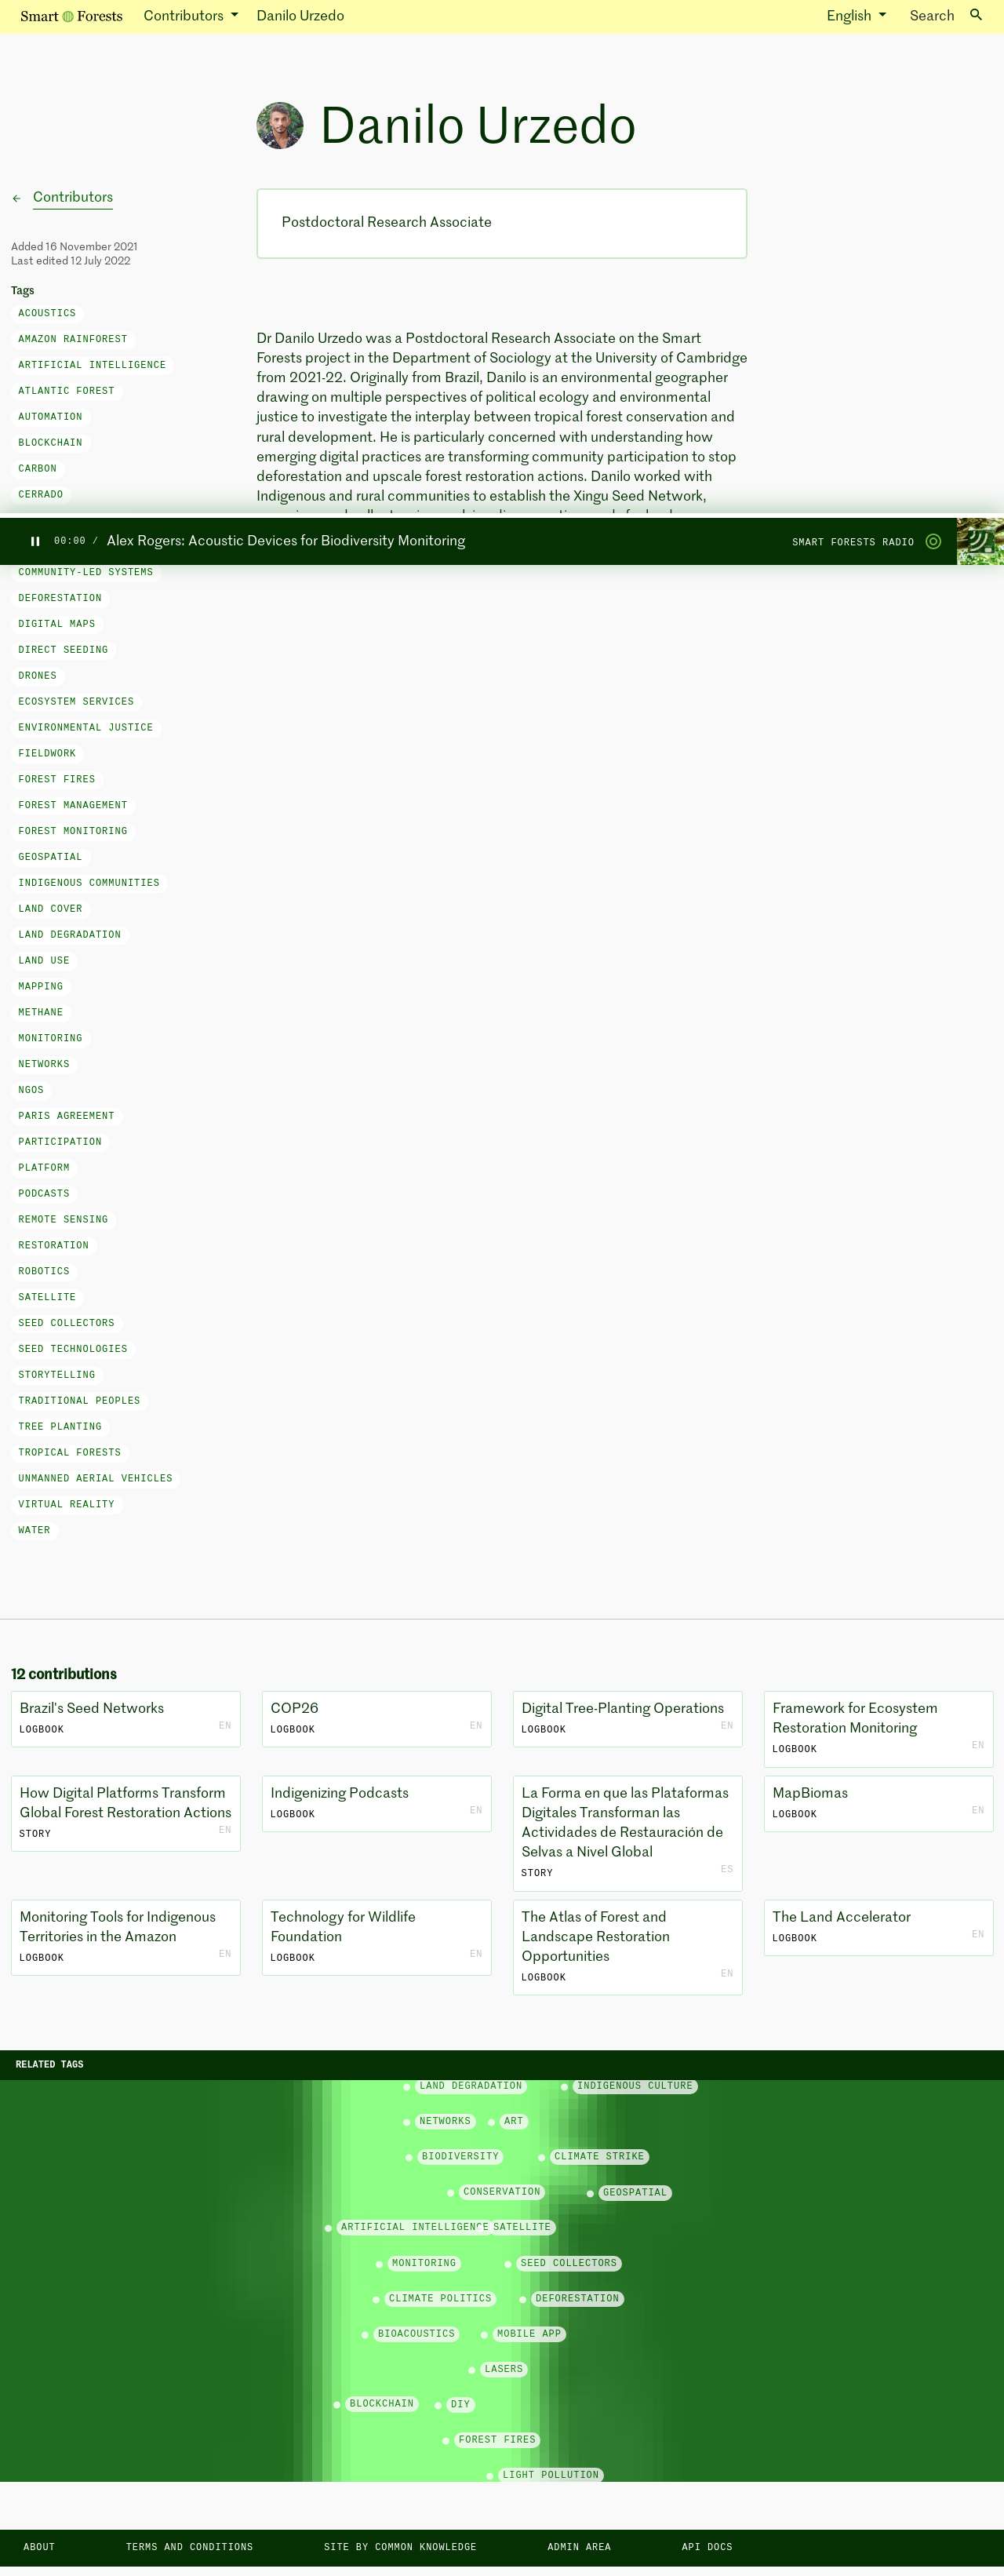 Smart Forests
Contributors
Danilo Urzedo
English
Search
Danilo Urzedo
Contributors
Added 16 November 2021
Last edited 12 July 2022
Tags
ACOUSTICS
AMAZON RAINFOREST
ARTIFICIAL INTELLIGENCE
ATLANTIC FOREST
AUTOMATION
BLOCKCHAIN
CARBON
CERRADO
Postdoctoral Research Associate
Dr Danilo Urzedo was a Postdoctoral Research Associate on the Smart
Forests project in the Department of Sociology at the University of Cambridge
from 2021-22. Originally from Brazil, Danilo is an environmental geographer
drawing on multiple perspectives of political ecology and environmental
justice to investigate the interplay between tropical forest conservation and
rural development. He is particularly concerned with understanding how
emerging digital practices are transforming community participation to stop
deforestation and upscale forest restoration actions. Danilo worked with
Indigenous and rural communities to establish the Xingu Seed Network,
00:00 /
Alex Rogers: Acoustic Devices for Biodiversity Monitoring
SMART FORESTS RADIO
COMMUNITY-LED SYSTEMS
DEFORESTATION
DIGITAL MAPS
DIRECT SEEDING
DRONES
ECOSYSTEM SERVICES
ENVIRONMENTAL JUSTICE
FIELDWORK
FOREST FIRES
FOREST MANAGEMENT
FOREST MONITORING
GEOSPATIAL
INDIGENOUS COMMUNITIES
LAND COVER
LAND DEGRADATION
LAND USE
MAPPING
METHANE
MONITORING
NETWORKS
NGOS
PARIS AGREEMENT
PARTICIPATION
PLATFORM
PODCASTS
REMOTE SENSING
RESTORATION
ROBOTICS
SATELLITE
SEED COLLECTORS
SEED TECHNOLOGIES
STORYTELLING
TRADITIONAL PEOPLES
TREE PLANTING
TROPICAL FORESTS
UNMANNED AERIAL VEHICLES
VIRTUAL REALITY
WATER
12 contributions
Brazil's Seed Networks
LOGBOOK
EN
COP26
LOGBOOK
EN
Digital Tree-Planting Operations
LOGBOOK
EN
Framework for Ecosystem
Restoration Monitoring
LOGBOOK
EN
How Digital Platforms Transform
Global Forest Restoration Actions
STORY
EN
Indigenizing Podcasts
LOGBOOK
EN
La Forma en que las Plataformas
Digitales Transforman las
Actividades de Restauración de
Selvas a Nivel Global
STORY
ES
MapBiomas
LOGBOOK
EN
Monitoring Tools for Indigenous
Territories in the Amazon
LOGBOOK
EN
Technology for Wildlife
Foundation
LOGBOOK
EN
The Atlas of Forest and
Landscape Restoration
Opportunities
LOGBOOK
EN
The Land Accelerator
LOGBOOK
EN
RELATED TAGS
LAND DEGRADATION
INDIGENOUS CULTURE
NETWORKS
ART
BIODIVERSITY
CLIMATE STRIKE
CONSERVATION
GEOSPATIAL
ARTIFICIAL INTELLIGENCE
SATELLITE
MONITORING
SEED COLLECTORS
CLIMATE POLITICS
DEFORESTATION
BIOACOUSTICS
MOBILE APP
LASERS
BLOCKCHAIN
DIY
FOREST FIRES
LIGHT POLLUTION
ABOUT
TERMS AND CONDITIONS
SITE BY COMMON KNOWLEDGE
ADMIN AREA
API DOCS